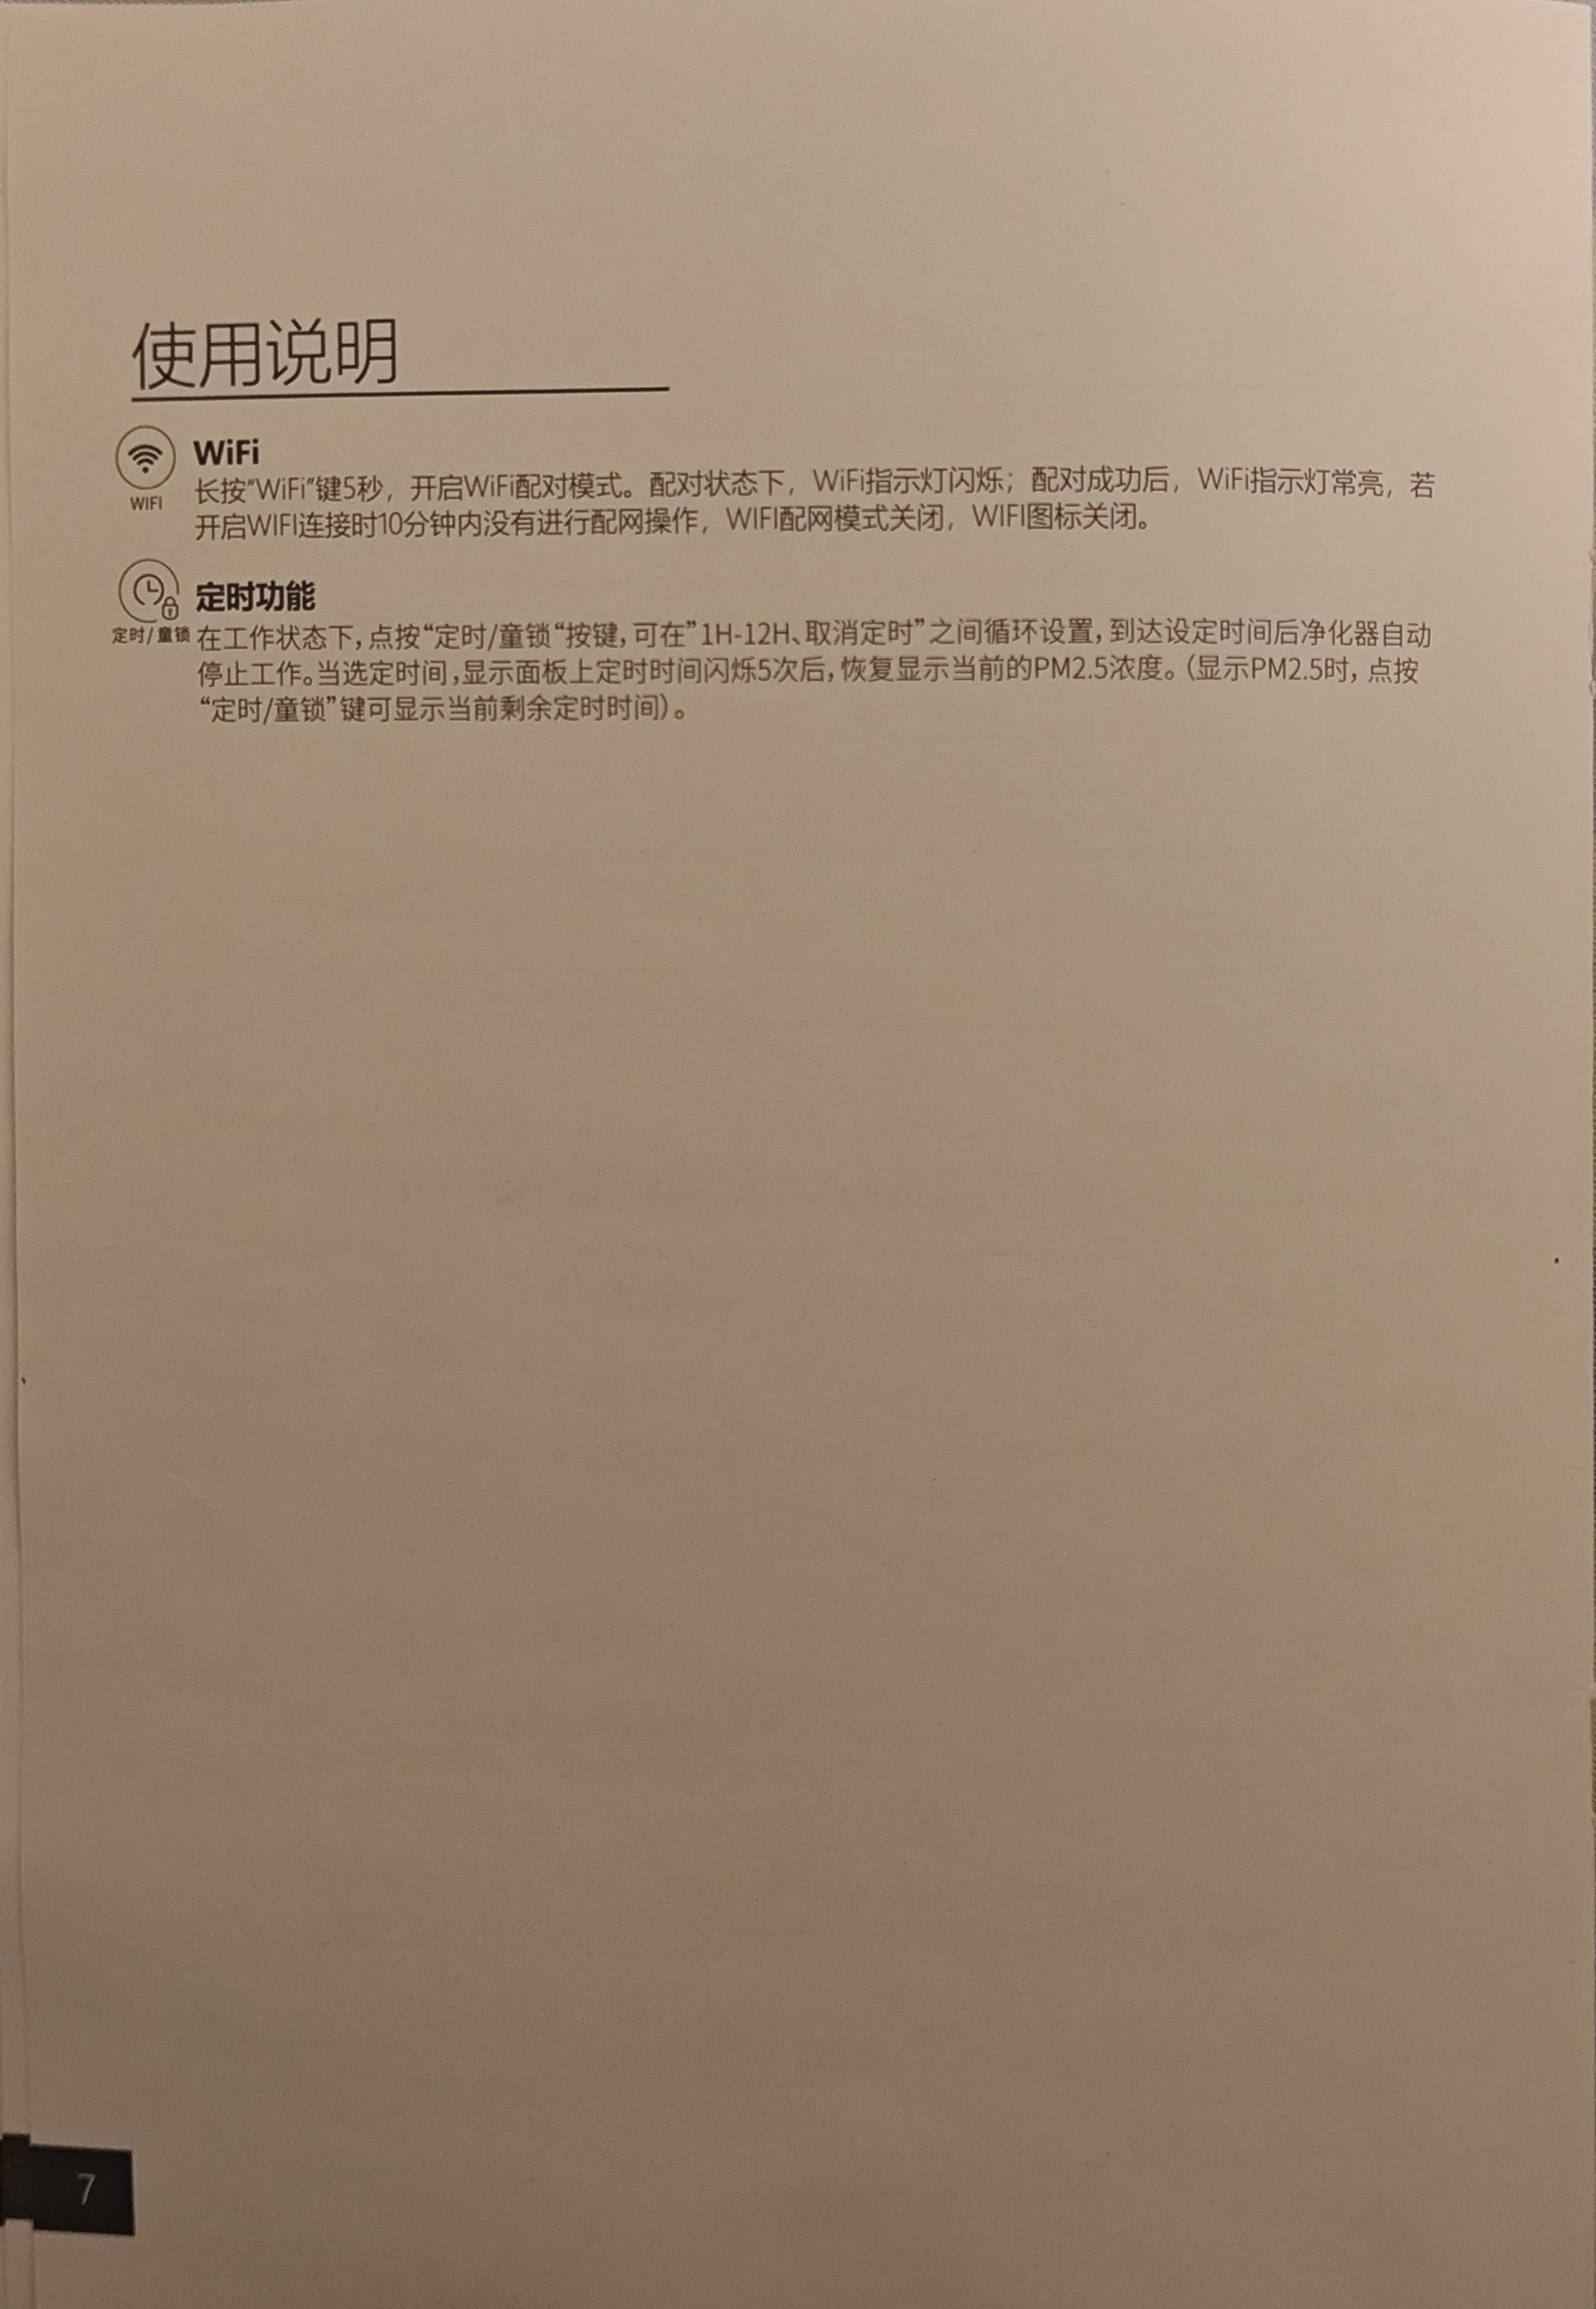 使用说明
WiFi
WIFI
长按“WiFi”键5秒，开启WiFi配对模式。配对状态下，WiFi指示灯闪烁；配对成功后，WiFi指示灯常亮，若
开启WIFI连接时10分钟内没有进行配网操作，WIFI配网模式关闭，WIFI图标关闭。
定时功能
定时/童锁
在工作状态下，点按“定时/童锁“按键，可在”1H-12H、取消定时”之间循环设置，到达设定时间后净化器自动
停止工作。当选定时间，显示面板上定时时间闪烁5次后，恢复显示当前的PM2.5浓度。（显示PM2.5时，点按
“定时/童锁”键可显示当前剩余定时时间）。
7